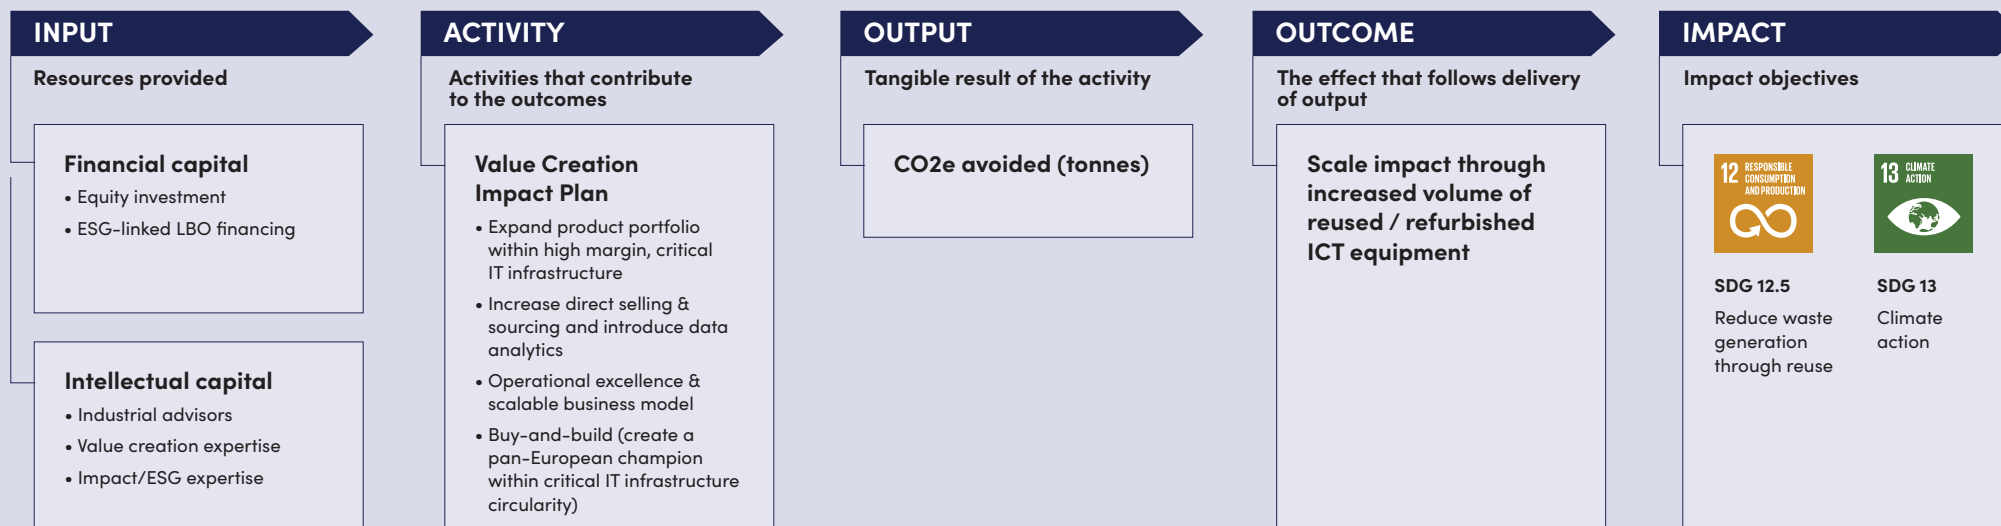 INPUT
Resources provided
Financial capital
• Equity investment
• ESG-linked LBO financing
Intellectual capital
• Industrial advisors
• Value creation expertise
• Impact/ESG expertise
ACTIVITY
Activities that contribute
to the outcomes
Value Creation
Impact Plan
• Expand product portfolio
within high margin, critical
IT infrastructure
• Increase direct selling &
sourcing and introduce data
analytics
• Operational excellence &
scalable business model
• Buy-and-build (create a
pan-European champion
within critical IT infrastructure
circularity)
OUTPUT
Tangible result of the activity
CO2e avoided (tonnes)
OUTCOME
The effect that follows delivery
of output
Scale impact through
increased volume of
reused / refurbished
ICT equipment
IMPACT
Impact objectives
12 RESPONSIBLE
CONSUMPTION
AND PRODUCTION
SDG 12.5
Reduce waste
generation
through reuse
13 CLIMATE
ACTION
SDG 13
Climate
action